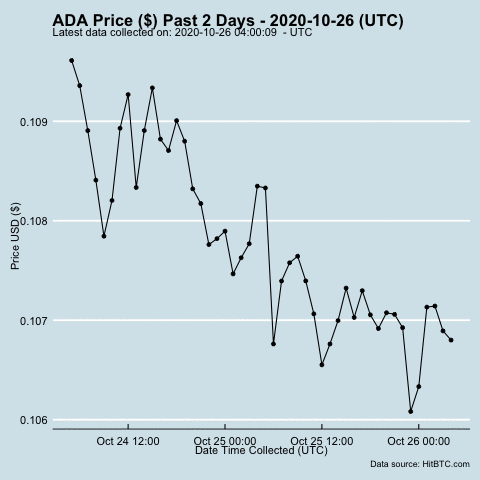 ADA Price ($) Past 2 Days - 2020-10-26 (UTC)
Latest data collected on: 2020-10-26 04:00:09 - UTC
0.109
0.108
0.107
0.106
Price USD ($)
Oct 24 12:00 Oct 25 00:00 Oct 25 12:00 Oct 26 00:00
Date Time Collected (UTC)
Data source: HitBTC.com